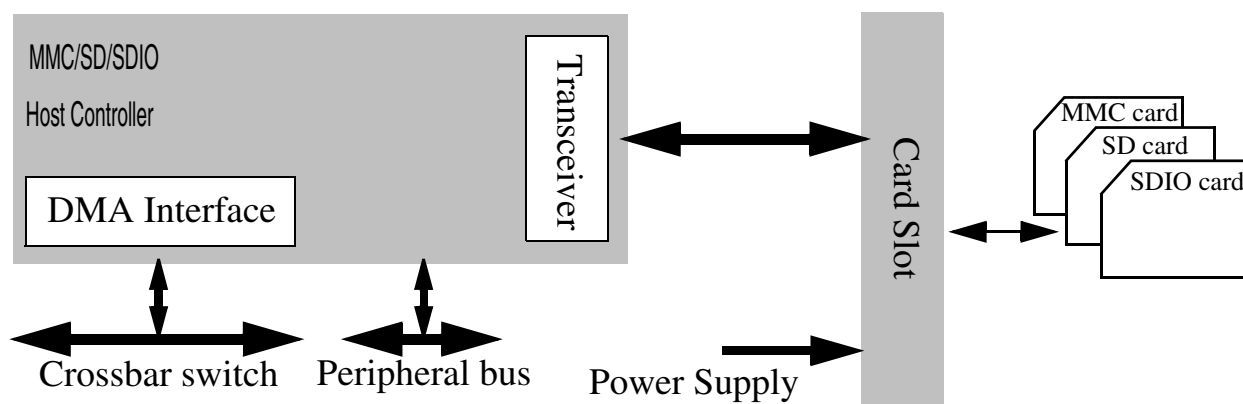 MMC/SD/SDIO
Host Controller
DMA Interface
Transceiver
Card Slot
MMC card
SD card
SDIO card
Crossbar switch
Peripheral bus
Power Supply